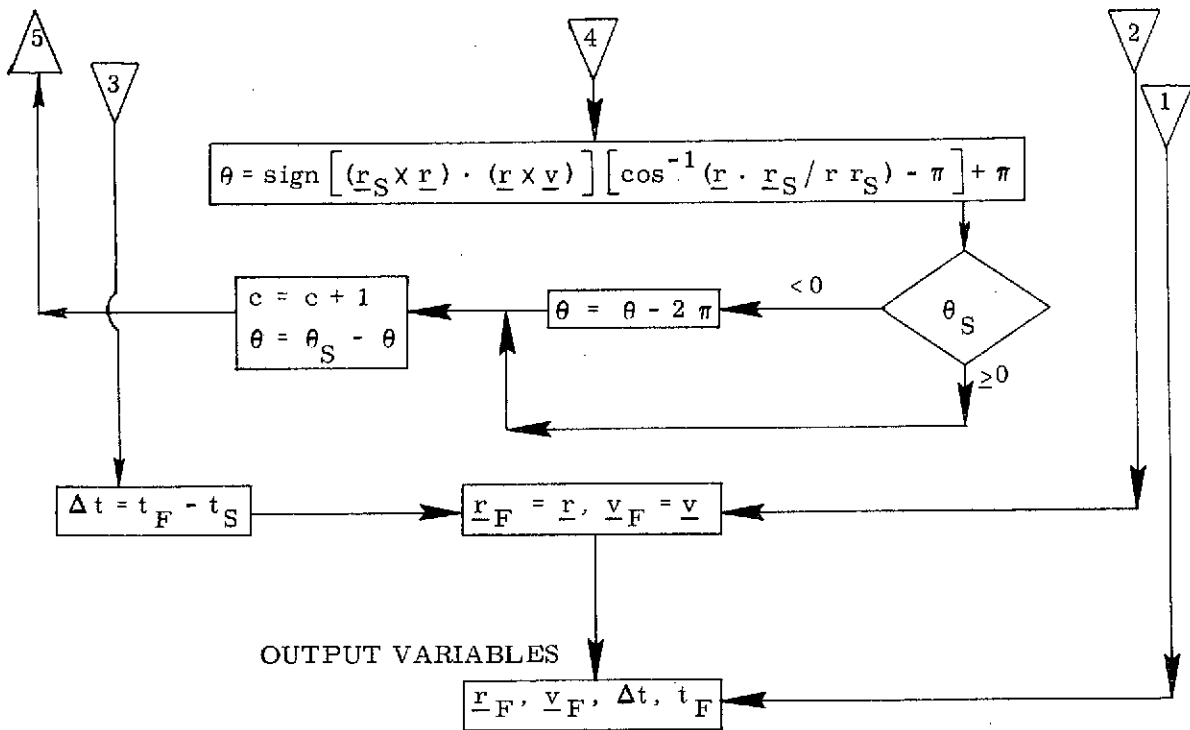 5
3
4
2
1
θ = sign [(r_S X r) · (r X v)] [cos⁻¹ (r · r_S / r r_S) - π] + π
θ_S
< 0
≥0
θ = θ - 2 π
c = c + 1
θ = θ_S - θ
Δ t = t_F - t_S
r_F = r, v_F = v
OUTPUT VARIABLES
r_F, v_F, Δt, t_F